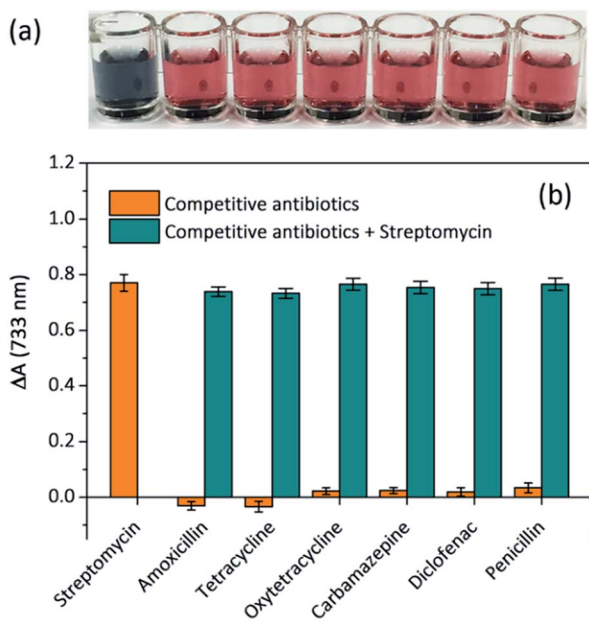 (a)
(b)
1.2
1.0
0.8
0.6
0.4
0.2
0.0
ΔA (733 nm)
Competitive antibiotics
Competitive antibiotics + Streptomycin
Streptomycin
Amoxicillin
Tetracycline
Oxytetracycline
Carbamazepine
Diclofenac
Penicillin